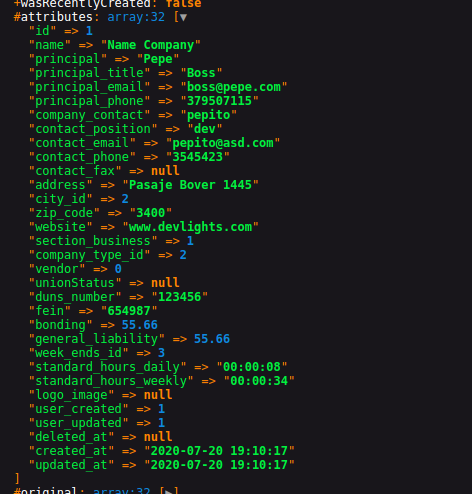 +wasRecentlyCreated: false
#attributes: array:32 [▼
"id" => 1
"name" => "Name Company"
"principal" => "Pepe"
"principal_title" => "Boss"
"principal_email" => "boss@pepe.com"
"principal_phone" => "379507115"
"company_contact" => "pepito"
"contact_position" => "dev"
"contact_email" => "pepito@asd.com"
"contact_phone" => "3545423"
"contact_fax" => null
"address" => "Pasaje Bover 1445"
"city_id" => 2
"zip_code" => "3400"
"website" => "www.devlights.com"
"section_business" => 1
"company_type_id" => 2
"vendor" => 0
"unionStatus" => null
"duns_number" => "123456"
"fein" => "654987"
"bonding" => 55.66
"general_liability" => 55.66
"week_ends_id" => 3
"standard_hours_daily" => "00:00:08"
"standard_hours_weekly" => "00:00:34"
"logo_image" => null
"user_created" => 1
"user_updated" => 1
"deleted_at" => null
"created_at" => "2020-07-20 19:10:17"
"updated_at" => "2020-07-20 19:10:17"
]
#original: array:32 [▶]